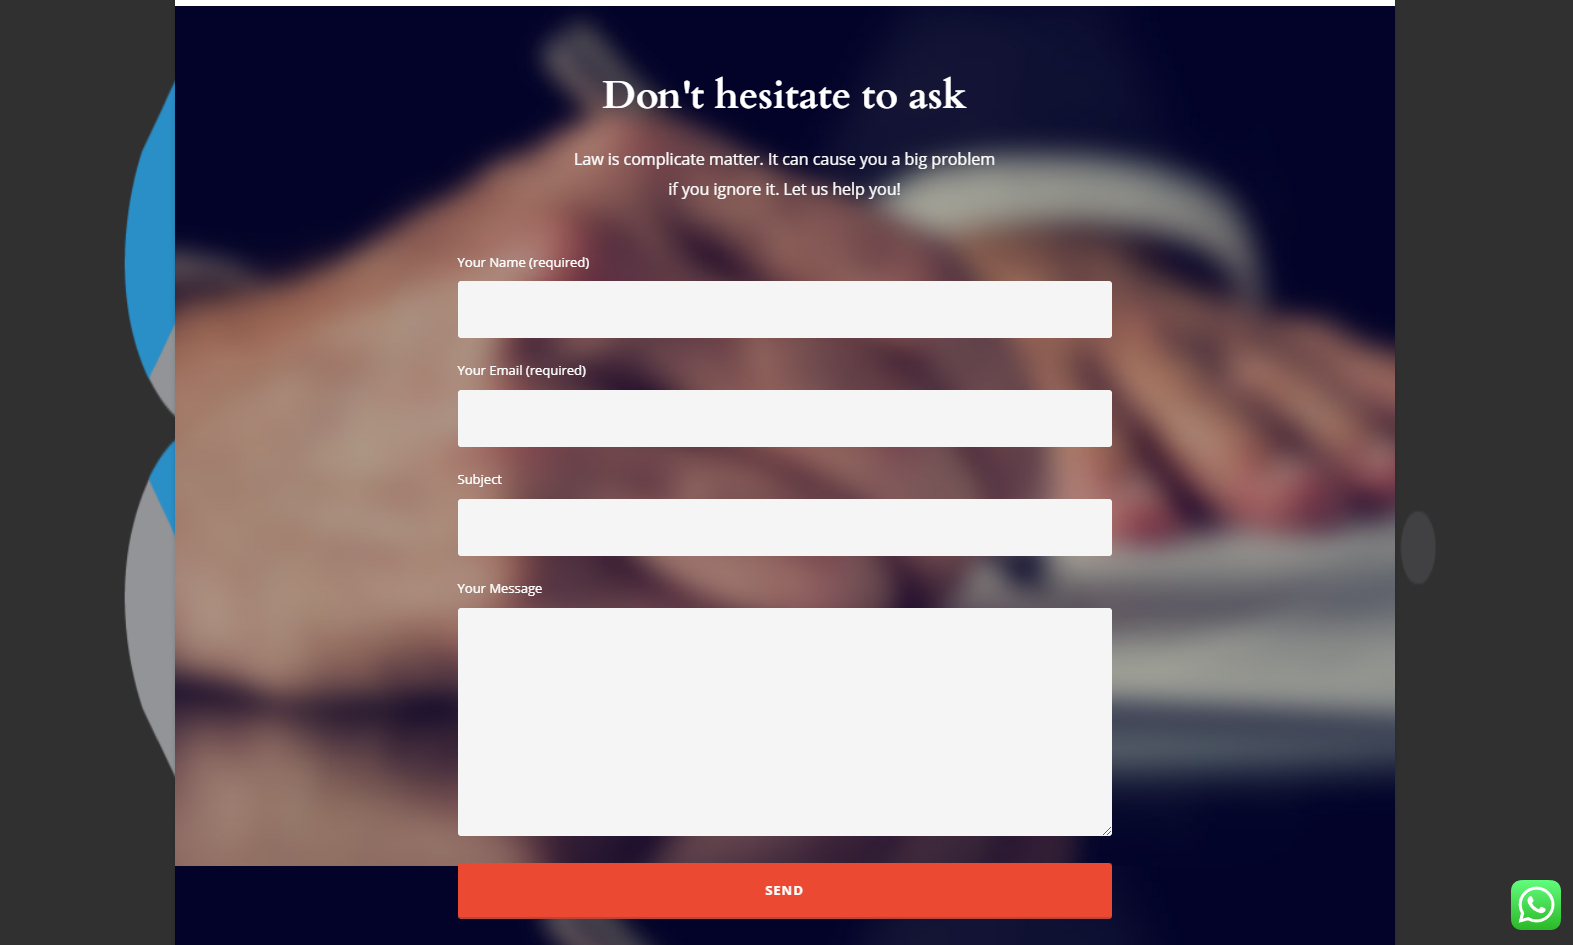 Don't hesitate to ask
Law is complicate matter. It can cause you a big problem
if you ignore it. Let us help you!
Your Name (required)
Your Email (required)
Subject
Your Message
SEND